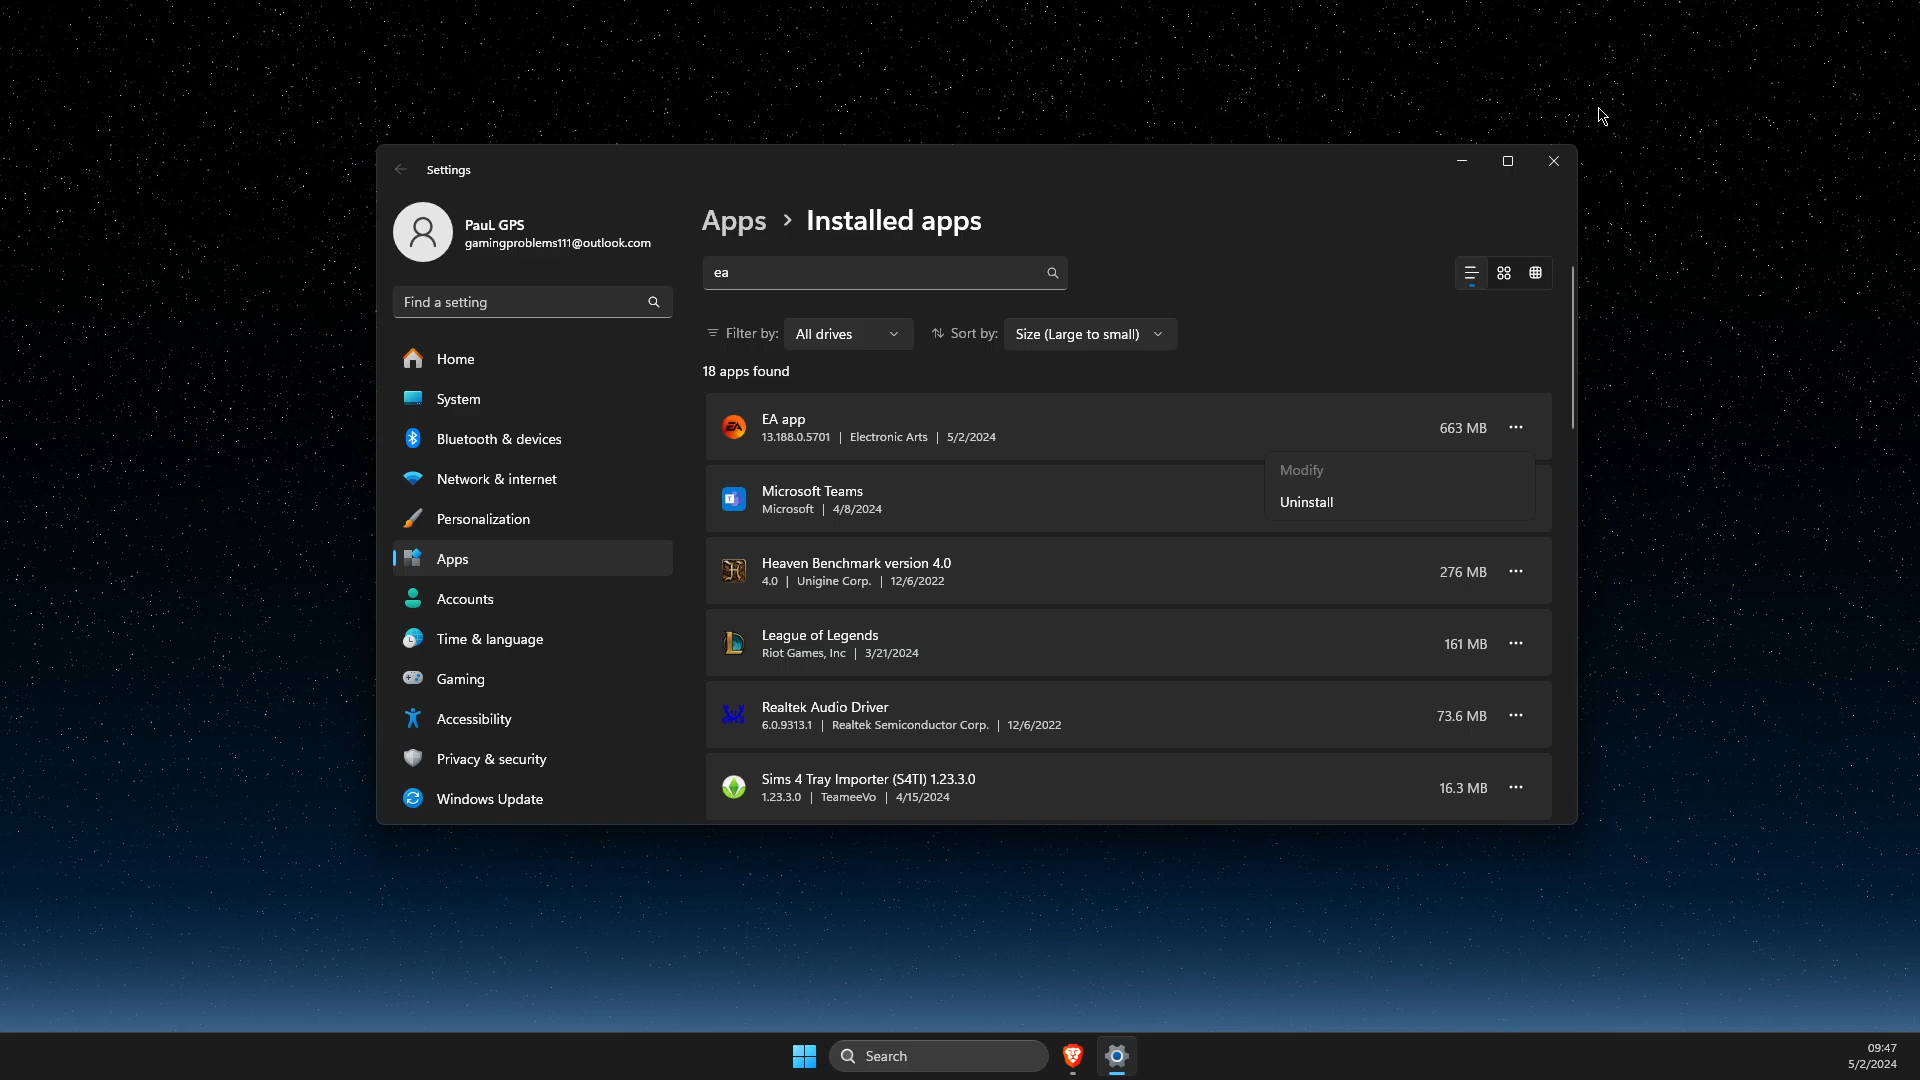 Settings
PauL GPS
gamingproblems111@outlook.com
Find a setting
Home
System
Bluetooth & devices
Network & internet
Personalization
Apps
Accounts
Time & language
Gaming
Accessibility
Privacy & security
Windows Update
Apps > Installed apps
ea
Filter by: All drives Sort by: Size (Large to small)
18 apps found
EA app
13.188.0.5701 | Electronic Arts | 5/2/2024
663 MB
Modify
Uninstall
Microsoft Teams
Microsoft | 4/8/2024
Heaven Benchmark version 4.0
4.0 | Unigine Corp. | 12/6/2022
276 MB
League of Legends
Riot Games, Inc | 3/21/2024
161 MB
Realtek Audio Driver
6.0.9313.1 | Realtek Semiconductor Corp. | 12/6/2022
73.6 MB
Sims 4 Tray Importer (S4TI) 1.23.3.0
1.23.3.0 | TeameeVo | 4/15/2024
16.3 MB
Search
09:47
5/2/2024